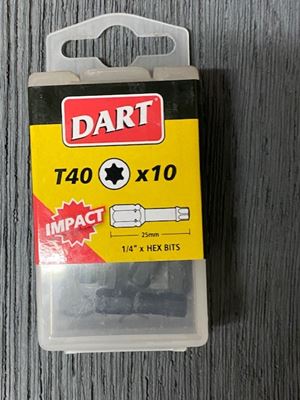 DART
T40 x10
IMPACT
25mm
1/4" x HEX BITS